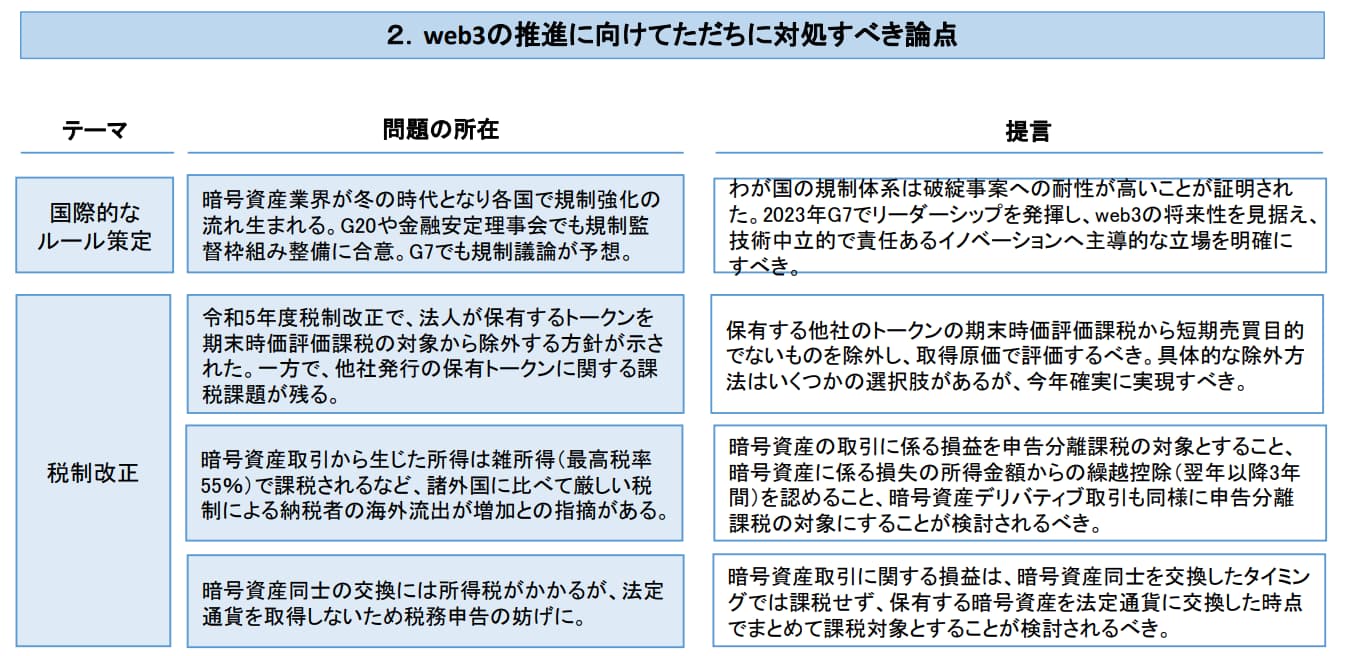 ２．web3の推進に向けてただちに対処すべき論点
テーマ
問題の所在
提言
国際的な
ルール策定
暗号資産業界が冬の時代となり各国で規制強化の
流れ生まれる。G20や金融安定理事会でも規制監
督枠組み整備に合意。G7でも規制議論が予想。
わが国の規制体系は破綻事案への耐性が高いことが証明され
た。2023年G7でリーダーシップを発揮し、web3の将来性を見据え、
技術中立的で責任あるイノベーションへ主導的な立場を明確に
すべき。
税制改正
令和5年度税制改正で、法人が保有するトークンを
期末時価評価課税の対象から除外する方針が示さ
れた。一方で、他社発行の保有トークンに関する課
税課題が残る。
保有する他社のトークンの期末時価評価課税から短期売買目的
でないものを除外し、取得原価で評価するべき。具体的な除外方
法はいくつかの選択肢があるが、今年確実に実現すべき。
暗号資産取引から生じた所得は雑所得（最高税率
55％）で課税されるなど、諸外国に比べて厳しい税
制による納税者の海外流出が増加との指摘がある。
暗号資産の取引に係る損益を申告分離課税の対象とすること、
暗号資産に係る損失の所得金額からの繰越控除（翌年以降3年
間）を認めること、暗号資産デリバティブ取引も同様に申告分離
課税の対象にすることが検討されるべき。
暗号資産同士の交換には所得税がかかるが、法定
通貨を取得しないため税務申告の妨げに。
暗号資産取引に関する損益は、暗号資産同士を交換したタイミン
グでは課税せず、保有する暗号資産を法定通貨に交換した時点
でまとめて課税対象とすることが検討されるべき。